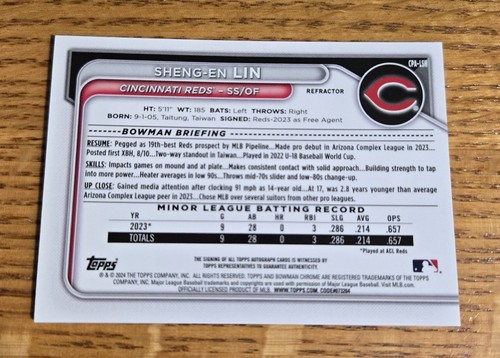 CPA-LSN
SHENG-EN LIN
CINCINNATI REDS® - SS/OF
REFRACTOR
HT: 5'11" WT: 185 BATS: Left THROWS: Right
BORN: 9-1-05, Taitung, Taiwan SIGNED: Reds-2023 as Free Agent
BOWMAN BRIEFING
RESUME: Pegged as 19th-best Reds prospect by MLB Pipeline...Made pro debut in Arizona Complex League in 2023...
Posted first XBH, 8/10...Two-way standout in Taiwan...Played in 2022 U-18 Baseball World Cup.
SKILLS: Impacts games on mound and at plate...Makes consistent contact with solid approach...Building strength to tap
into more power...Heater averages in low 90s...Throws mid-70s slider and low-80s change-up.
UP CLOSE: Gained media attention after clocking 91 mph as 14-year old...At 17, was 2.8 years younger than average
Arizona Complex League peer in 2023...Chose MLB over several suitors from other pro leagues.
MINOR LEAGUE BATTING RECORD
YR G AB HR RBI SLG AVG OPS
2023* 9 28 0 3 .286 .214 .657
TOTALS 9 28 0 3 .286 .214 .657
*Played at ACL Reds
THE SIGNING OF ALL TOPPS AUTOGRAPH CARDS IS WITNESSED BY
TOPPS REPRESENTATIVES TO GUARANTEE AUTHENTICITY.
Topps
® & © 2024 THE TOPPS COMPANY, INC. ALL RIGHTS RESERVED. TOPPS AND BOWMAN CHROME ARE REGISTERED TRADEMARKS OF THE TOPPS
COMPANY, INC. Major League Baseball trademarks and copyrights are used with permission of Major League Baseball. Visit MLB.com.
OFFICIALLY LICENSED PRODUCT OF MLB. WWW.TOPPS.COM CODE#073264